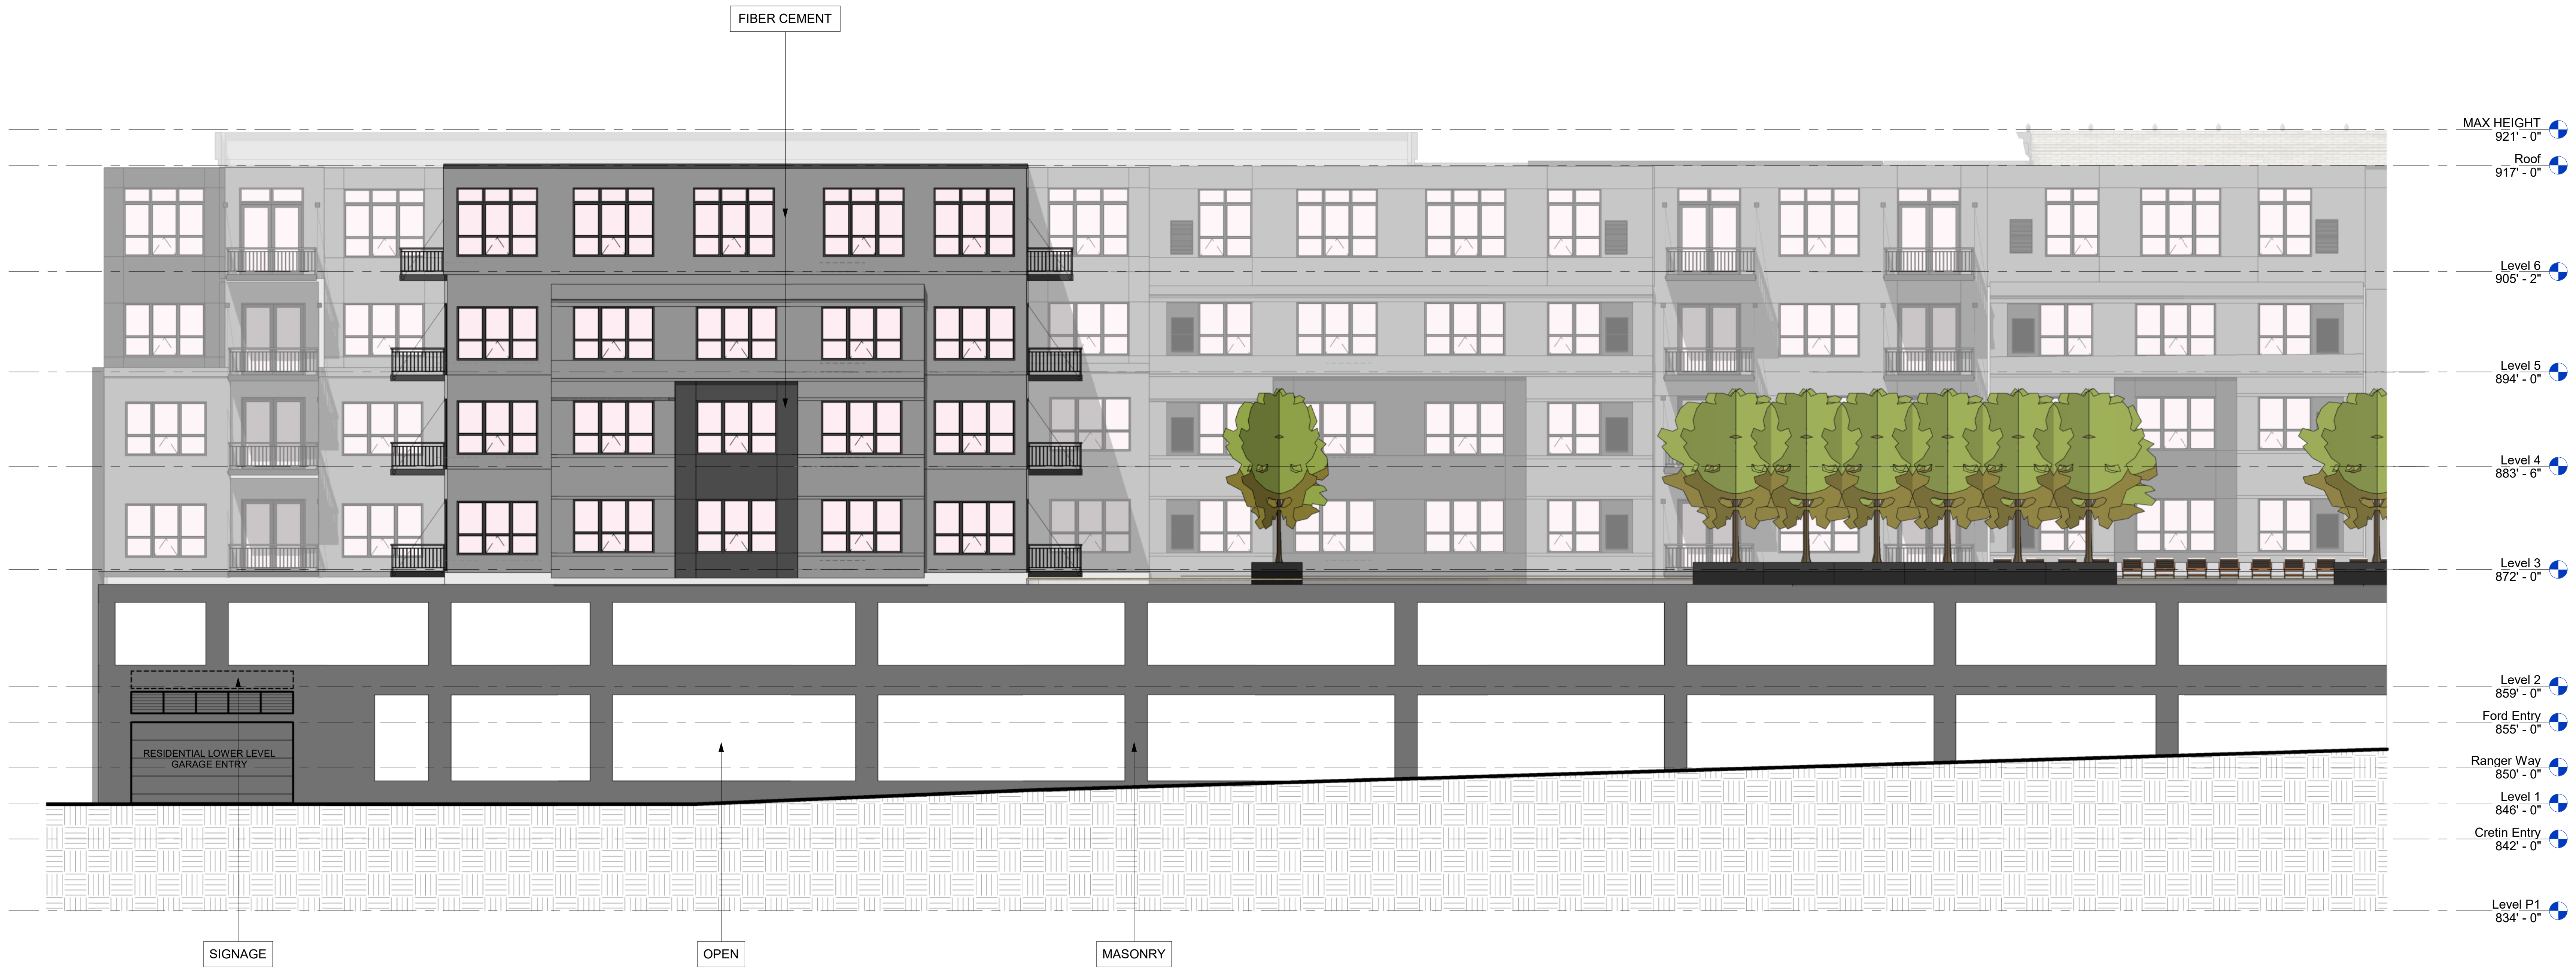 FIBER CEMENT
MAX HEIGHT
921' - 0"
Roof
917' - 0"
Level 6
905' - 2"
Level 5
894' - 0"
Level 4
883' - 6"
Level 3
872' - 0"
Level 2
859' - 0"
Ford Entry
855' - 0"
RESIDENTIAL LOWER LEVEL
GARAGE ENTRY
Ranger Way
850' - 0"
Level 1
846' - 0"
Cretin Entry
842' - 0"
Level P1
834' - 0"
SIGNAGE
OPEN
MASONRY